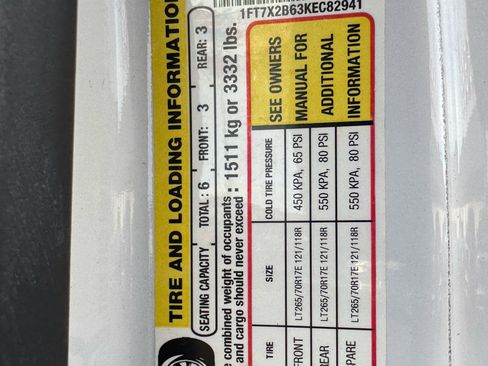 1FT7X2B63KEC82941
TIRE AND LOADING INFORMATION
SEATING CAPACITY TOTAL : 6 FRONT: 3 REAR: 3
combined weight of occupants
and cargo should never exceed : 1511 kg or 3332 lbs.
TIRE SIZE COLD TIRE PRESSURE SEE OWNERS
FRONT LT265/70R17E 121/118R 450 KPA, 65 PSI MANUAL FOR
REAR LT265/70R17E 121/118R 550 KPA, 80 PSI ADDITIONAL
PARE LT265/70R17E 121/118R 550 KPA, 80 PSI INFORMATION